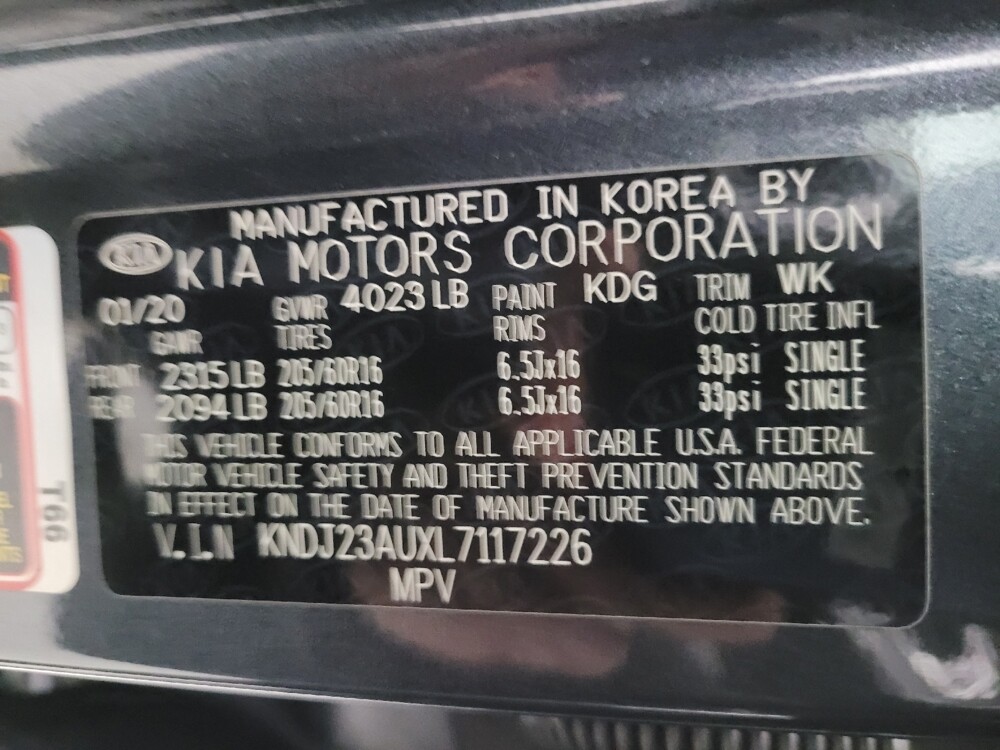 MANUFACTURED IN KOREA BY
KIA KIA MOTORS CORPORATION
01/20 GVWR 4023 LB PAINT KDG TRIM WK
GAWR TIRES RIMS COLD TIRE INFL
FRONT 2315 LB 205/60R16 6.5Jx16 33psi SINGLE
REAR 2094 LB 205/60R16 6.5Jx16 33psi SINGLE
THIS VEHICLE CONFORMS TO ALL APPLICABLE U.S.A. FEDERAL
MOTOR VEHICLE SAFETY AND THEFT PREVENTION STANDARDS
IN EFFECT ON THE DATE OF MANUFACTURE SHOWN ABOVE.
V.I.N KNDJ23AUXL7117226
MPV
T66